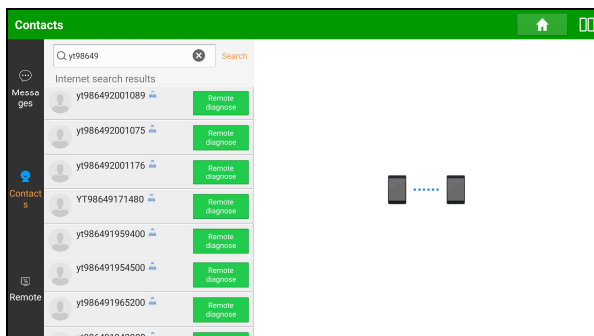 Contacts
yt98649
Search
Internet search results
Messa
ges
yt986492001089
Remote
diagnose
yt986492001075
Remote
diagnose
yt986492001176
Remote
diagnose
Contact
s
YT98649171480
Remote
diagnose
yt986491959400
Remote
diagnose
yt986491954500
Remote
diagnose
Remote
yt986491965200
Remote
diagnose